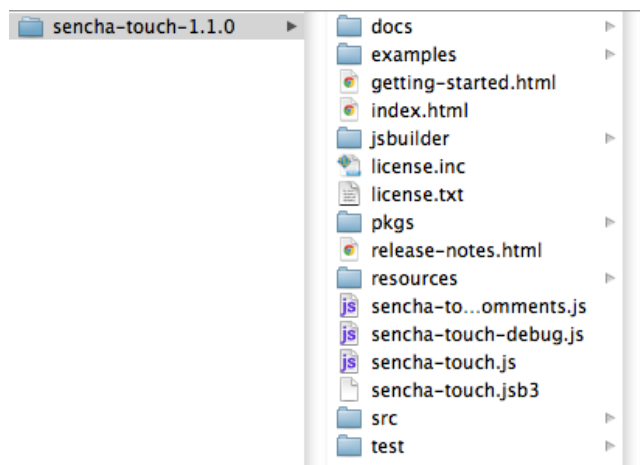 sencha-touch-1.1.0
docs
examples
getting-started.html
index.html
jsbuilder
license.inc
license.txt
pkgs
release-notes.html
resources
sencha-to...omments.js
sencha-touch-debug.js
sencha-touch.js
sencha-touch.jsb3
src
test